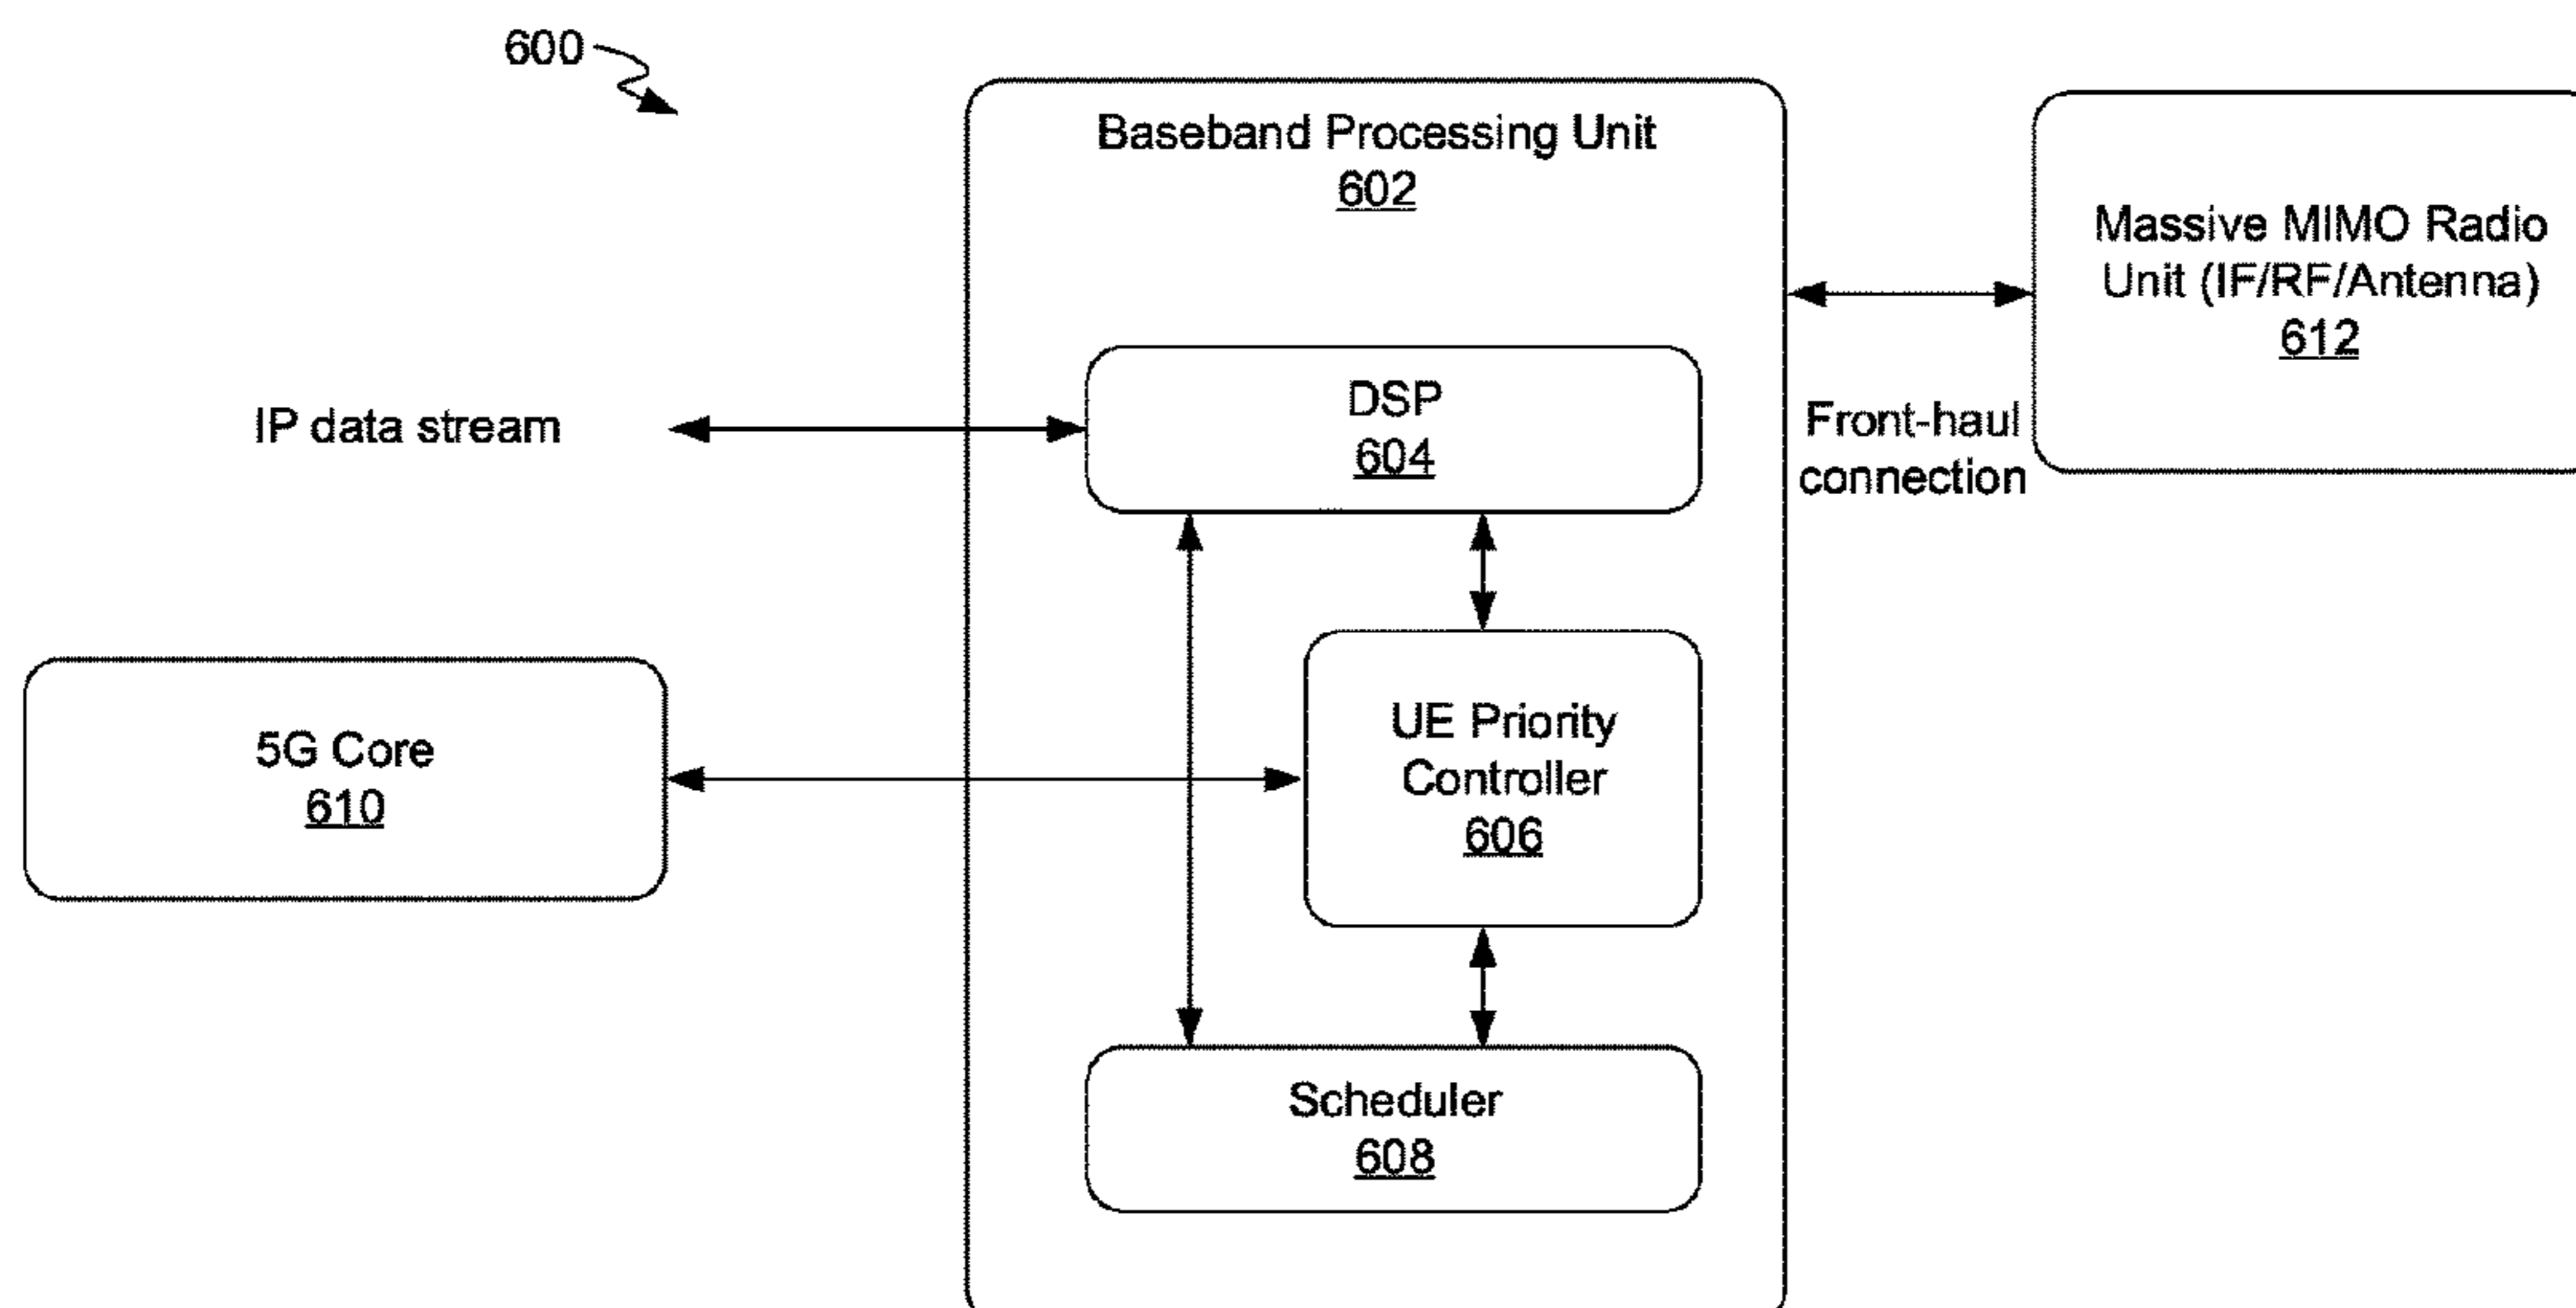 600
Baseband Processing Unit
602
Massive MIMO Radio
Unit (IF/RF/Antenna)
612
IP data stream
DSP
604
Front-haul
connection
5G Core
610
UE Priority
Controller
606
Scheduler
608